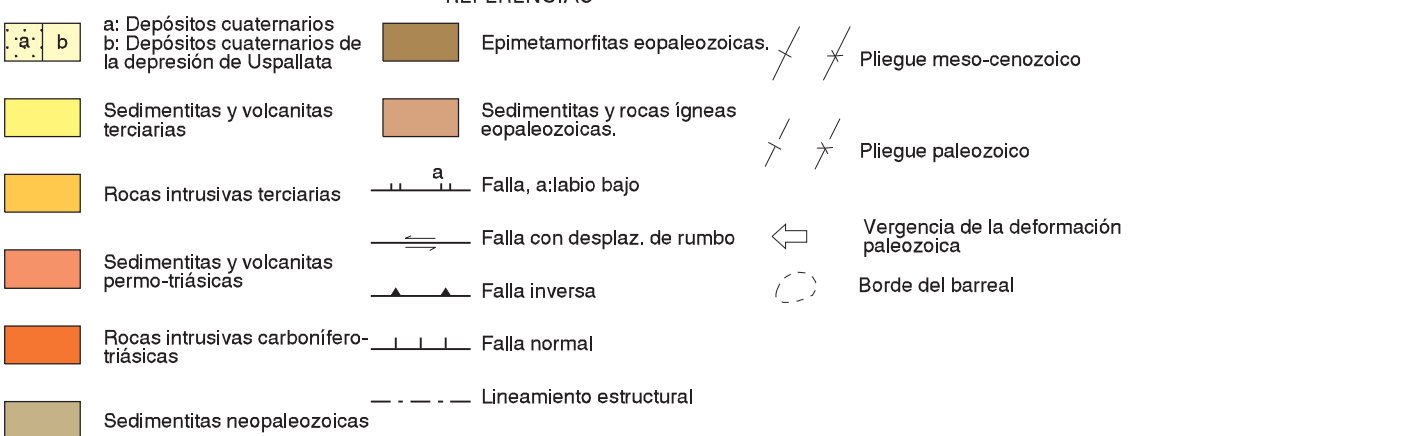 REFERENCIAS
a b
a: Depósitos cuaternarios
b: Depósitos cuaternarios de
la depresión de Uspallata
Sedimentitas y volcanitas
terciarias
Rocas intrusivas terciarias
Sedimentitas y volcanitas
permo-triásicas
Rocas intrusivas carbonífero-
triásicas
Sedimentitas neopaleozoicas
Epimetamorfitas eopaleozoicas.
Sedimentitas y rocas ígneas
eopaleozoicas.
a
Falla, a:labio bajo
Falla con desplaz. de rumbo
Falla inversa
Falla normal
Lineamiento estructural
Pliegue meso-cenozoico
Pliegue paleozoico
Vergencia de la deformación
paleozoica
Borde del barreal